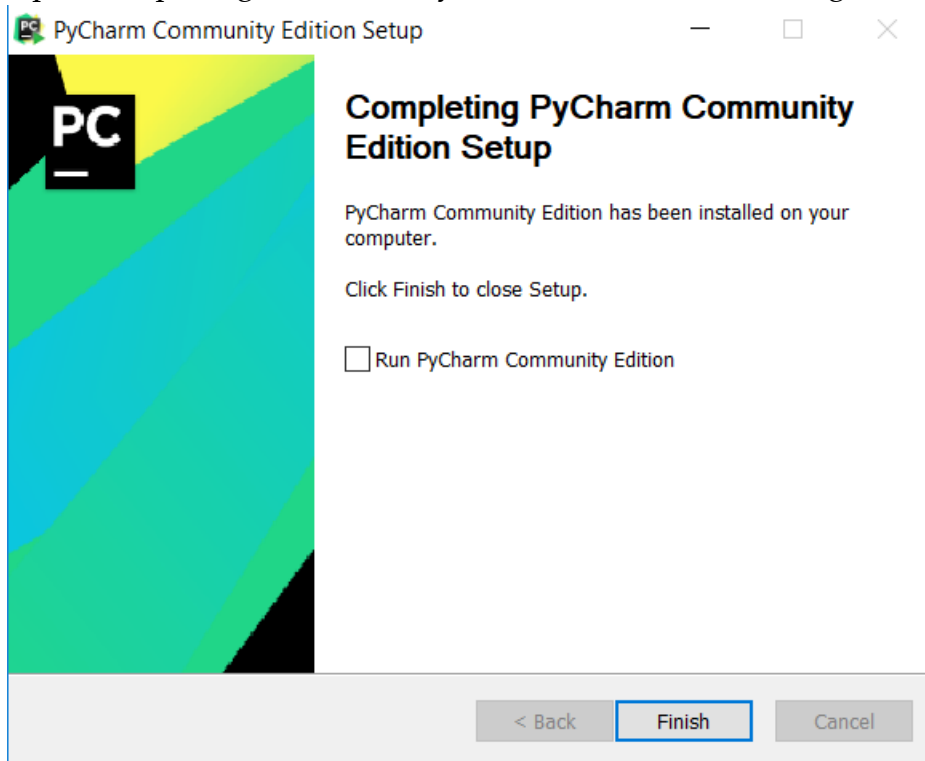 PyCharm Community Edition Setup
PC
Completing PyCharm Community
Edition Setup
PyCharm Community Edition has been installed on your
computer.
Click Finish to close Setup.
Run PyCharm Community Edition
< Back
Finish
Cancel